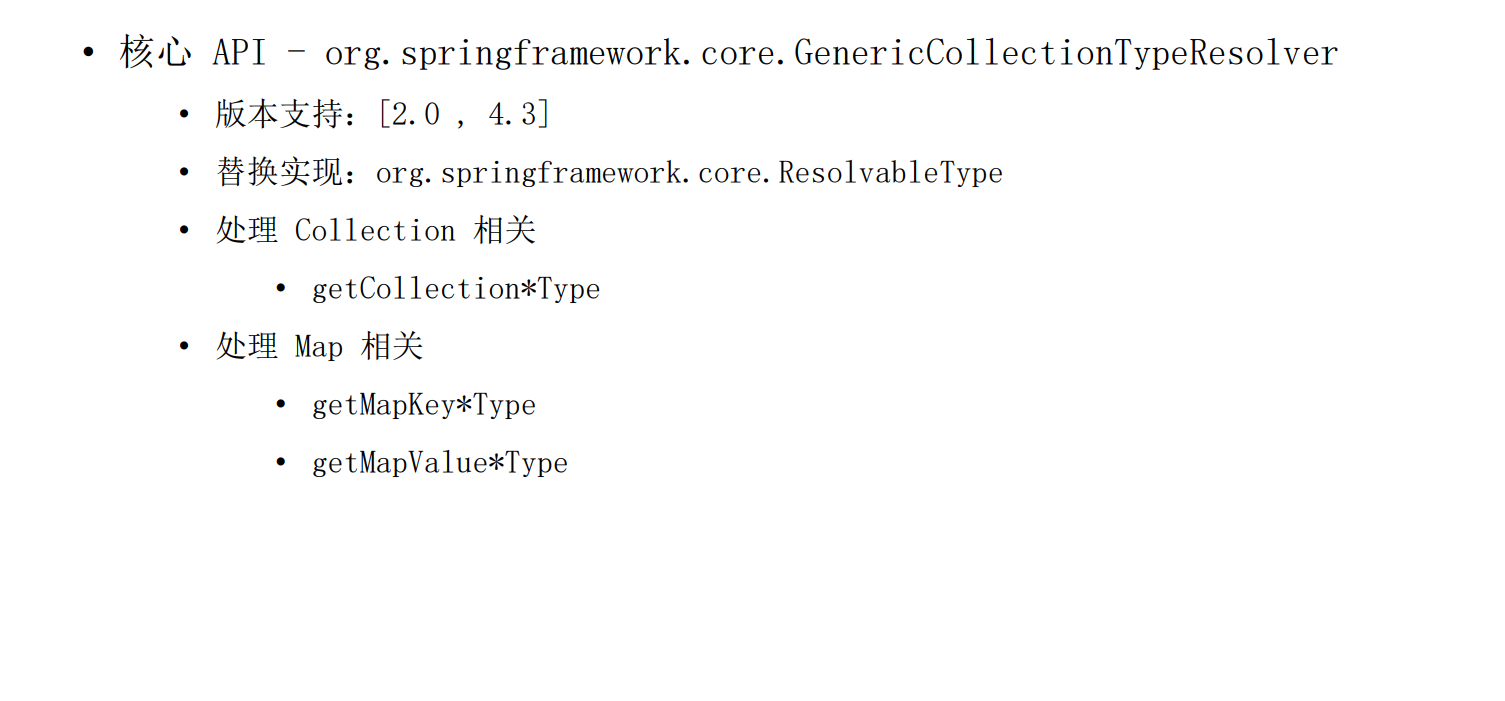 • 核心 API - org.springframework.core.GenericCollectionTypeResolver
• 版本支持：[2.0 , 4.3]
• 替换实现：org.springframework.core.ResolvableType
• 处理 Collection 相关
• getCollection*Type
• 处理 Map 相关
• getMapKey*Type
• getMapValue*Type